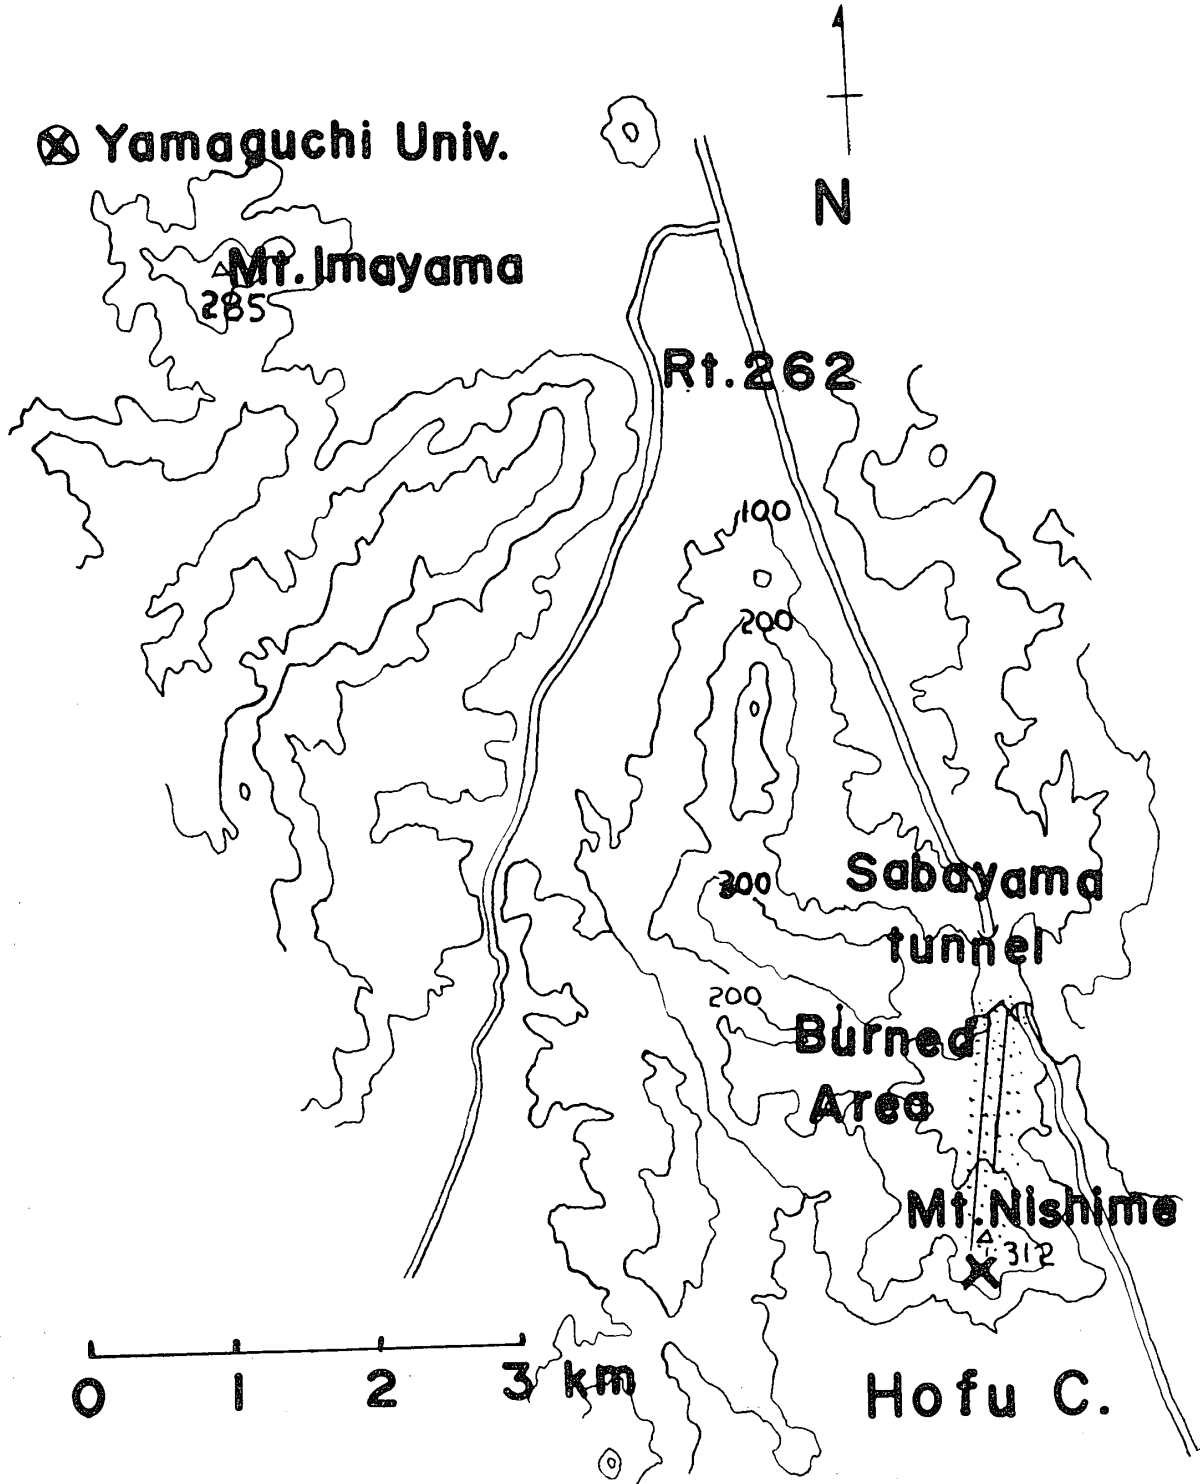 Yamaguchi Univ.
N
Mt. Imayama
285
Rt. 262
100
200
300
Sabayama
tunnel
200
Burned
Area
Mt. Nishime
312
0 1 2 3 km
Hofu C.